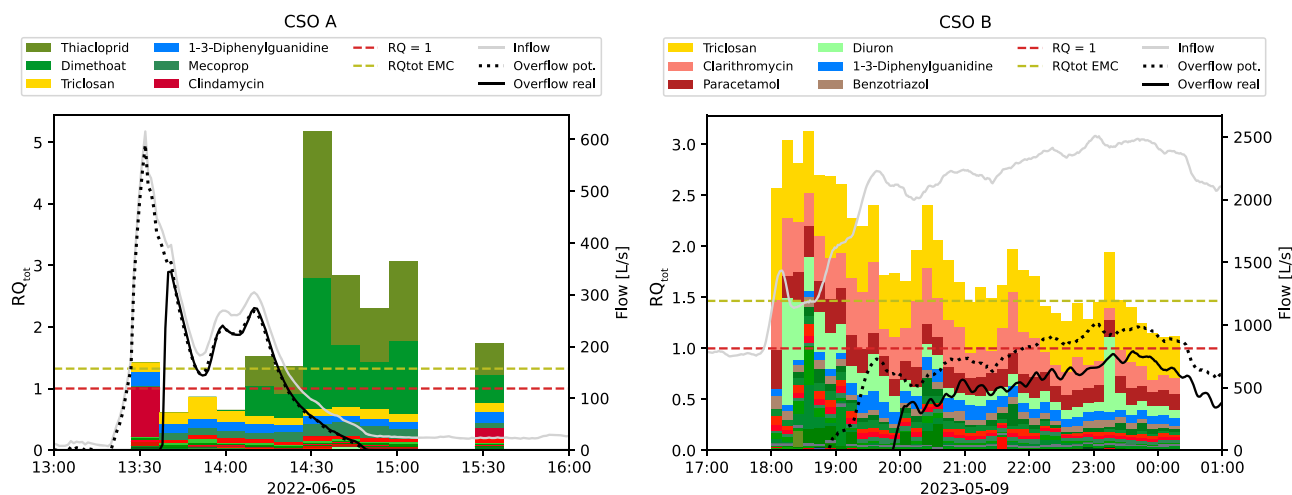 CSO A
Thiacloprid 1-3-Diphenylguanidine RQ = 1 Inflow
Dimethoat Mecoprop RQtot EMC Overflow pot.
Triclosan Clindamycin Overflow real
RQtot
5
4
3
2
1
0
Flow [L/s]
600
500
400
300
200
100
0
13:00 13:30 14:00 14:30 15:00 15:30 16:00
2022-06-05
CSO B
Triclosan Diuron RQ = 1 Inflow
Clarithromycin 1-3-Diphenylguanidine RQtot EMC Overflow pot.
Paracetamol Benzotriazol Overflow real
RQtot
3.0
2.5
2.0
1.5
1.0
0.5
0.0
Flow [L/s]
2500
2000
1500
1000
500
0
17:00 18:00 19:00 20:00 21:00 22:00 23:00 00:00 01:00
2023-05-09